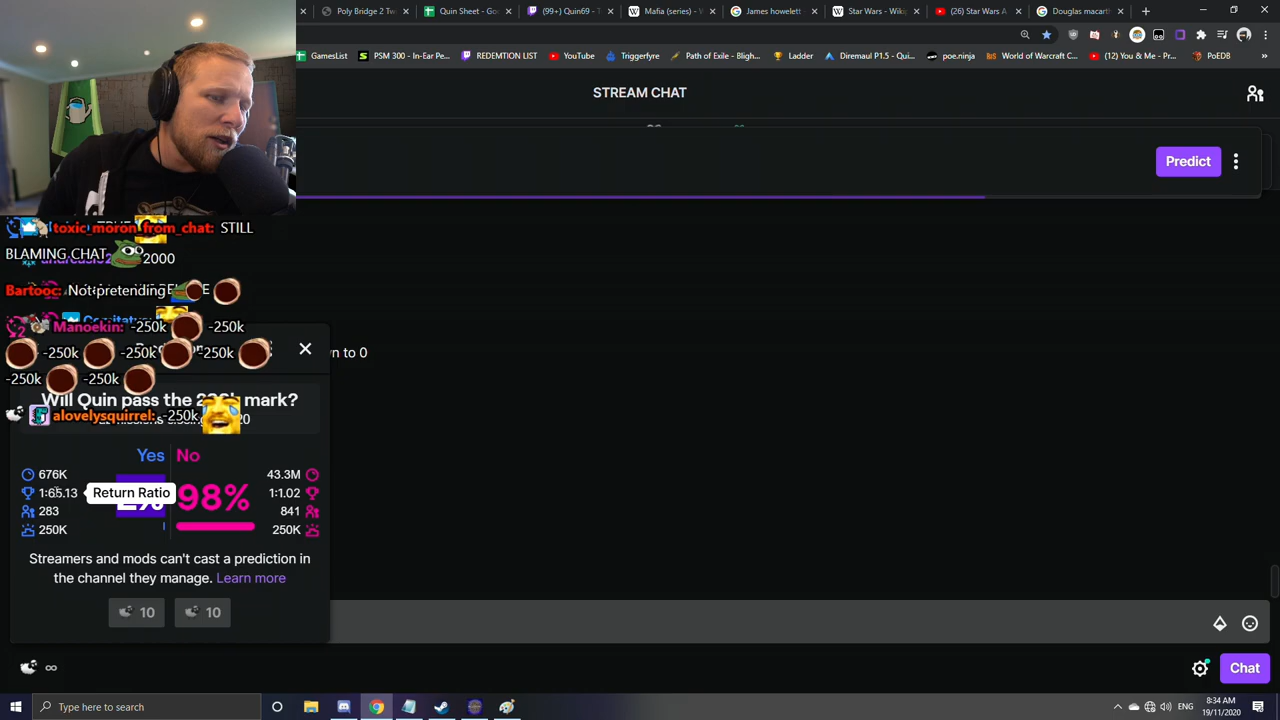 Poly Bridge 2 Tw
Quin Sheet - Go
(99+) Quin69 - T
Mafia (series) - W
James howelett
Star Wars - Wikip
(26) Star Wars A
Douglas macart
GamesList
PSM 300 - In-Ear Pe...
REDEMTION LIST
YouTube
Triggerfyre
Path of Exile - Bligh...
Ladder
Diremaul P1.5 - Qui...
poe.ninja
World of Warcraft C...
(12) You & Me - Pr...
PoEDB
STREAM CHAT
Predict
toxic_moron_from_chat: STILL
BLAMING CHAT
2000
Bartooc: Not pretending
Manoekin: -250k -250k
-250k -250k -250k
-250k -250k
wn to 0
Will Quin pass the mark?
alovelysquirrel: -250k
20
Yes No
676K 43.3M
1:65.13 Return Ratio 98% 1:1.02
283 841
250K 250K
Streamers and mods can't cast a prediction in
the channel they manage. Learn more
10 10
∞
Chat
Type here to search
ENG
8:34 AM
19/11/2020